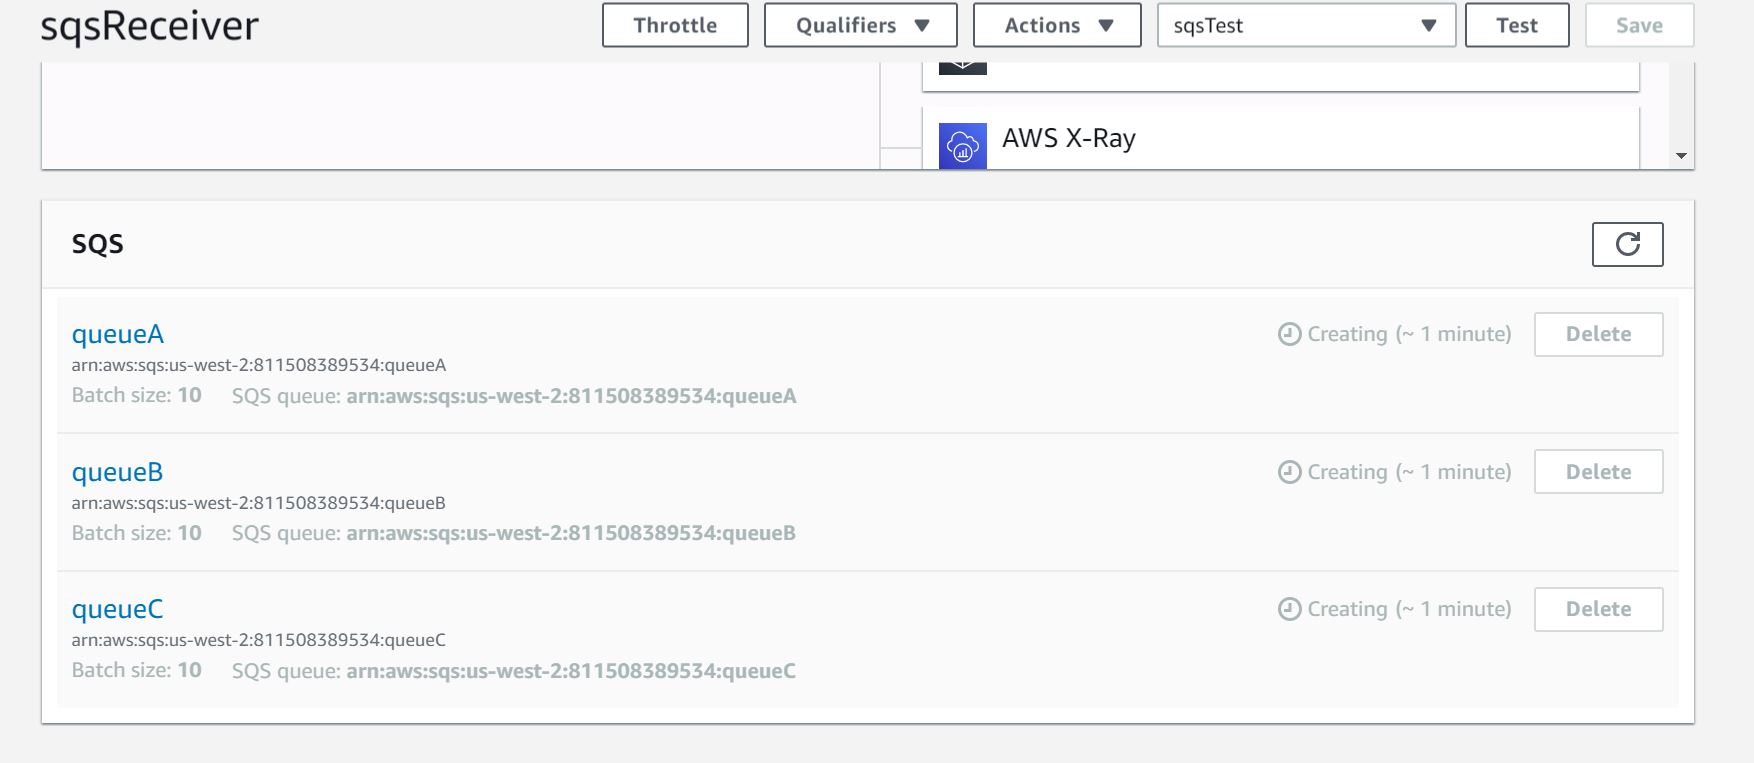 sqsReceiver
Throttle
Qualifiers
Actions
sqsTest
Test
Save
AWS X-Ray
SQS
queueA
Creating (~ 1 minute)
Delete
arn:aws:sqs:us-west-2:811508389534:queueA
Batch size: 10 SQS queue: arn:aws:sqs:us-west-2:811508389534:queueA
queueB
Creating (~ 1 minute)
Delete
arn:aws:sqs:us-west-2:811508389534:queueB
Batch size: 10 SQS queue: arn:aws:sqs:us-west-2:811508389534:queueB
queueC
Creating (~ 1 minute)
Delete
arn:aws:sqs:us-west-2:811508389534:queueC
Batch size: 10 SQS queue: arn:aws:sqs:us-west-2:811508389534:queueC